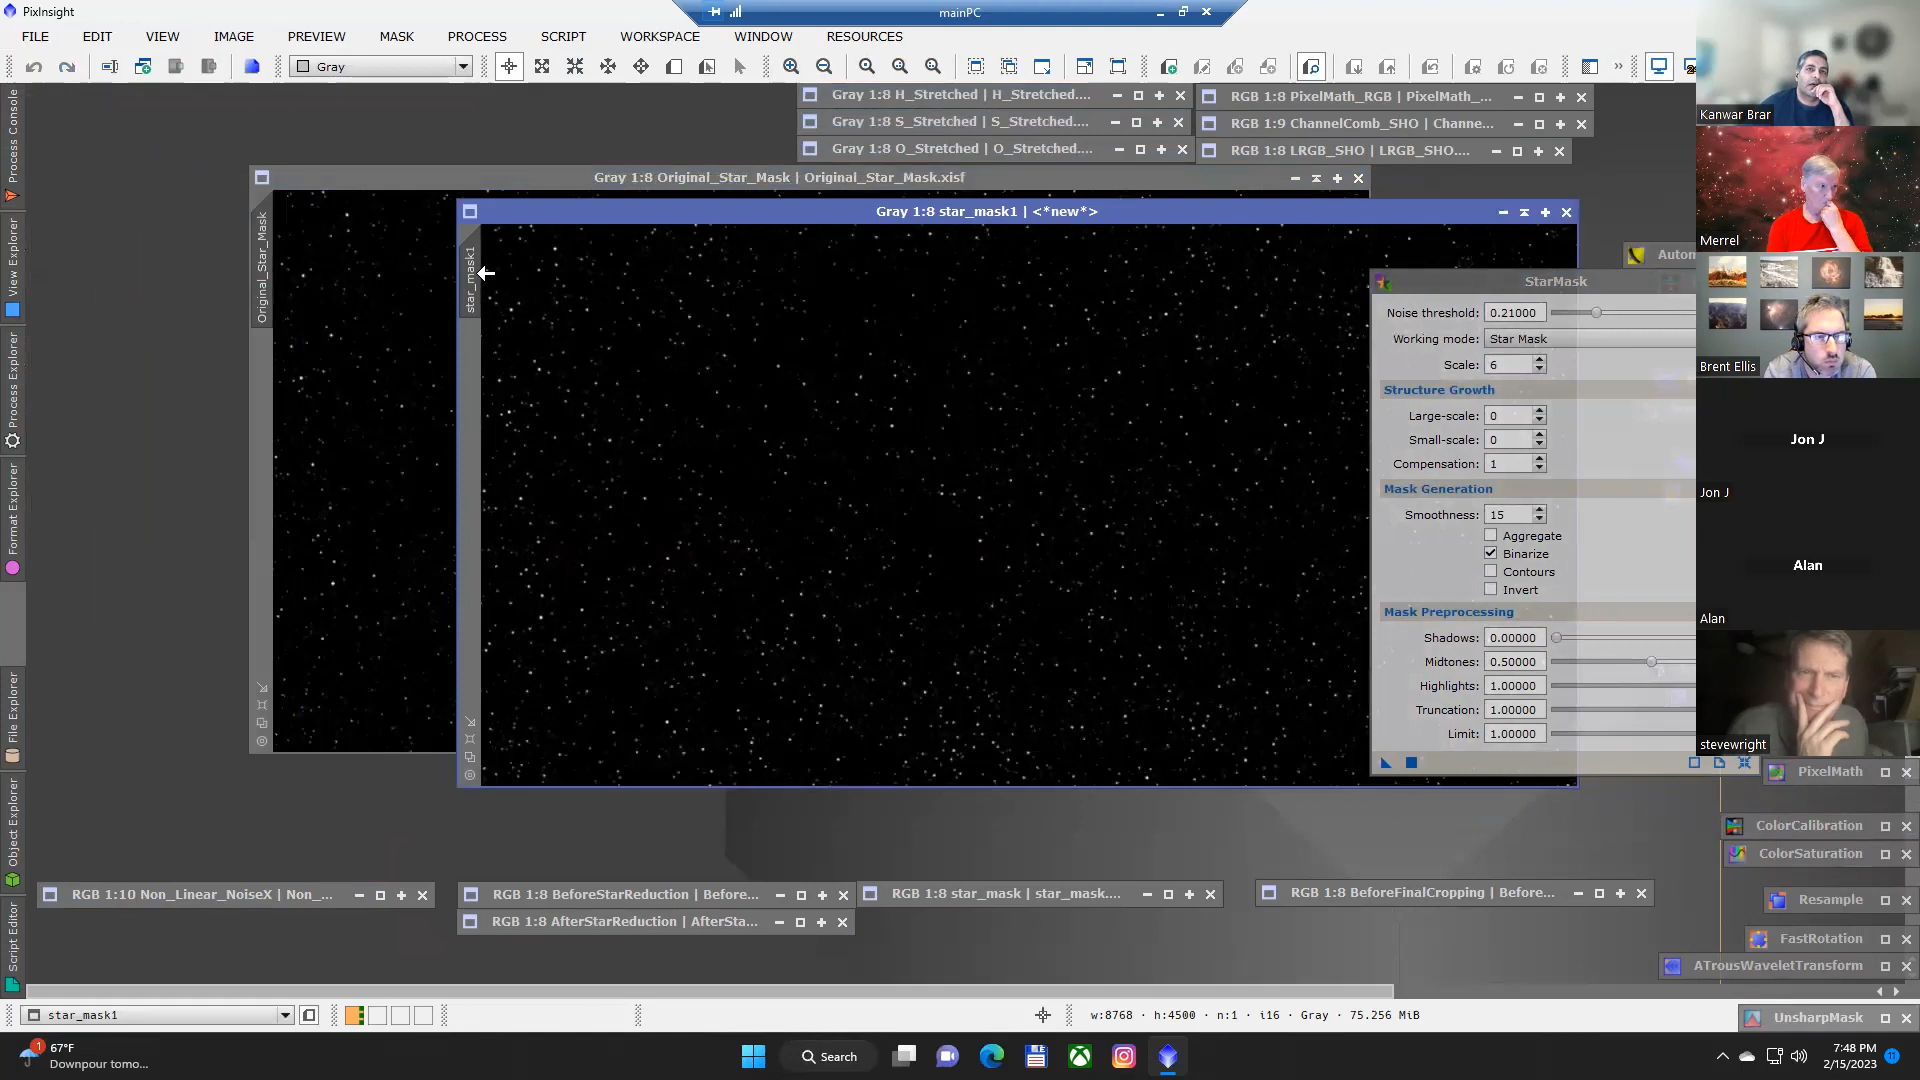 PixInsight
mainPC
FILE EDIT VIEW IMAGE PREVIEW MASK PROCESS SCRIPT WORKSPACE WINDOW RESOURCES
Gray
Kanwar Brar
Merrel
Brent Ellis
Jon J
Jon J
Alan
Alan
stevewright
Process Console
View Explorer
Process Explorer
Format Explorer
File Explorer
Object Explorer
Script Editor
Gray 1:8 H_Stretched | H_Stretched....
Gray 1:8 S_Stretched | S_Stretched....
Gray 1:8 O_Stretched | O_Stretched....
RGB 1:8 PixelMath_RGB | PixelMath_...
RGB 1:9 ChannelComb_SHO | Channe...
RGB 1:8 LRGB_SHO | LRGB_SHO....
Gray 1:8 Original_Star_Mask | Original_Star_Mask.xisf
Original_Star_Mask
Gray 1:8 star_mask1 | <*new*>
star_mask1
Autom
StarMask
Noise threshold: 0.21000
Working mode: Star Mask
Scale: 6
Structure Growth
Large-scale: 0
Small-scale: 0
Compensation: 1
Mask Generation
Smoothness: 15
Aggregate
Binarize
Contours
Invert
Mask Preprocessing
Shadows: 0.00000
Midtones: 0.50000
Highlights: 1.00000
Truncation: 1.00000
Limit: 1.00000
PixelMath
ColorCalibration
ColorSaturation
Resample
FastRotation
ATrousWaveletTransform
UnsharpMask
RGB 1:10 Non_Linear_NoiseX | Non_...
RGB 1:8 BeforeStarReduction | Before...
RGB 1:8 star_mask | star_mask....
RGB 1:8 BeforeFinalCropping | Before...
RGB 1:8 AfterStarReduction | AfterSta...
star_mask1
w:8768 · h:4500 · n:1 · i16 · Gray · 75.256 MiB
1
67°F
Downpour tomo...
Search
7:48 PM
2/15/2023
11